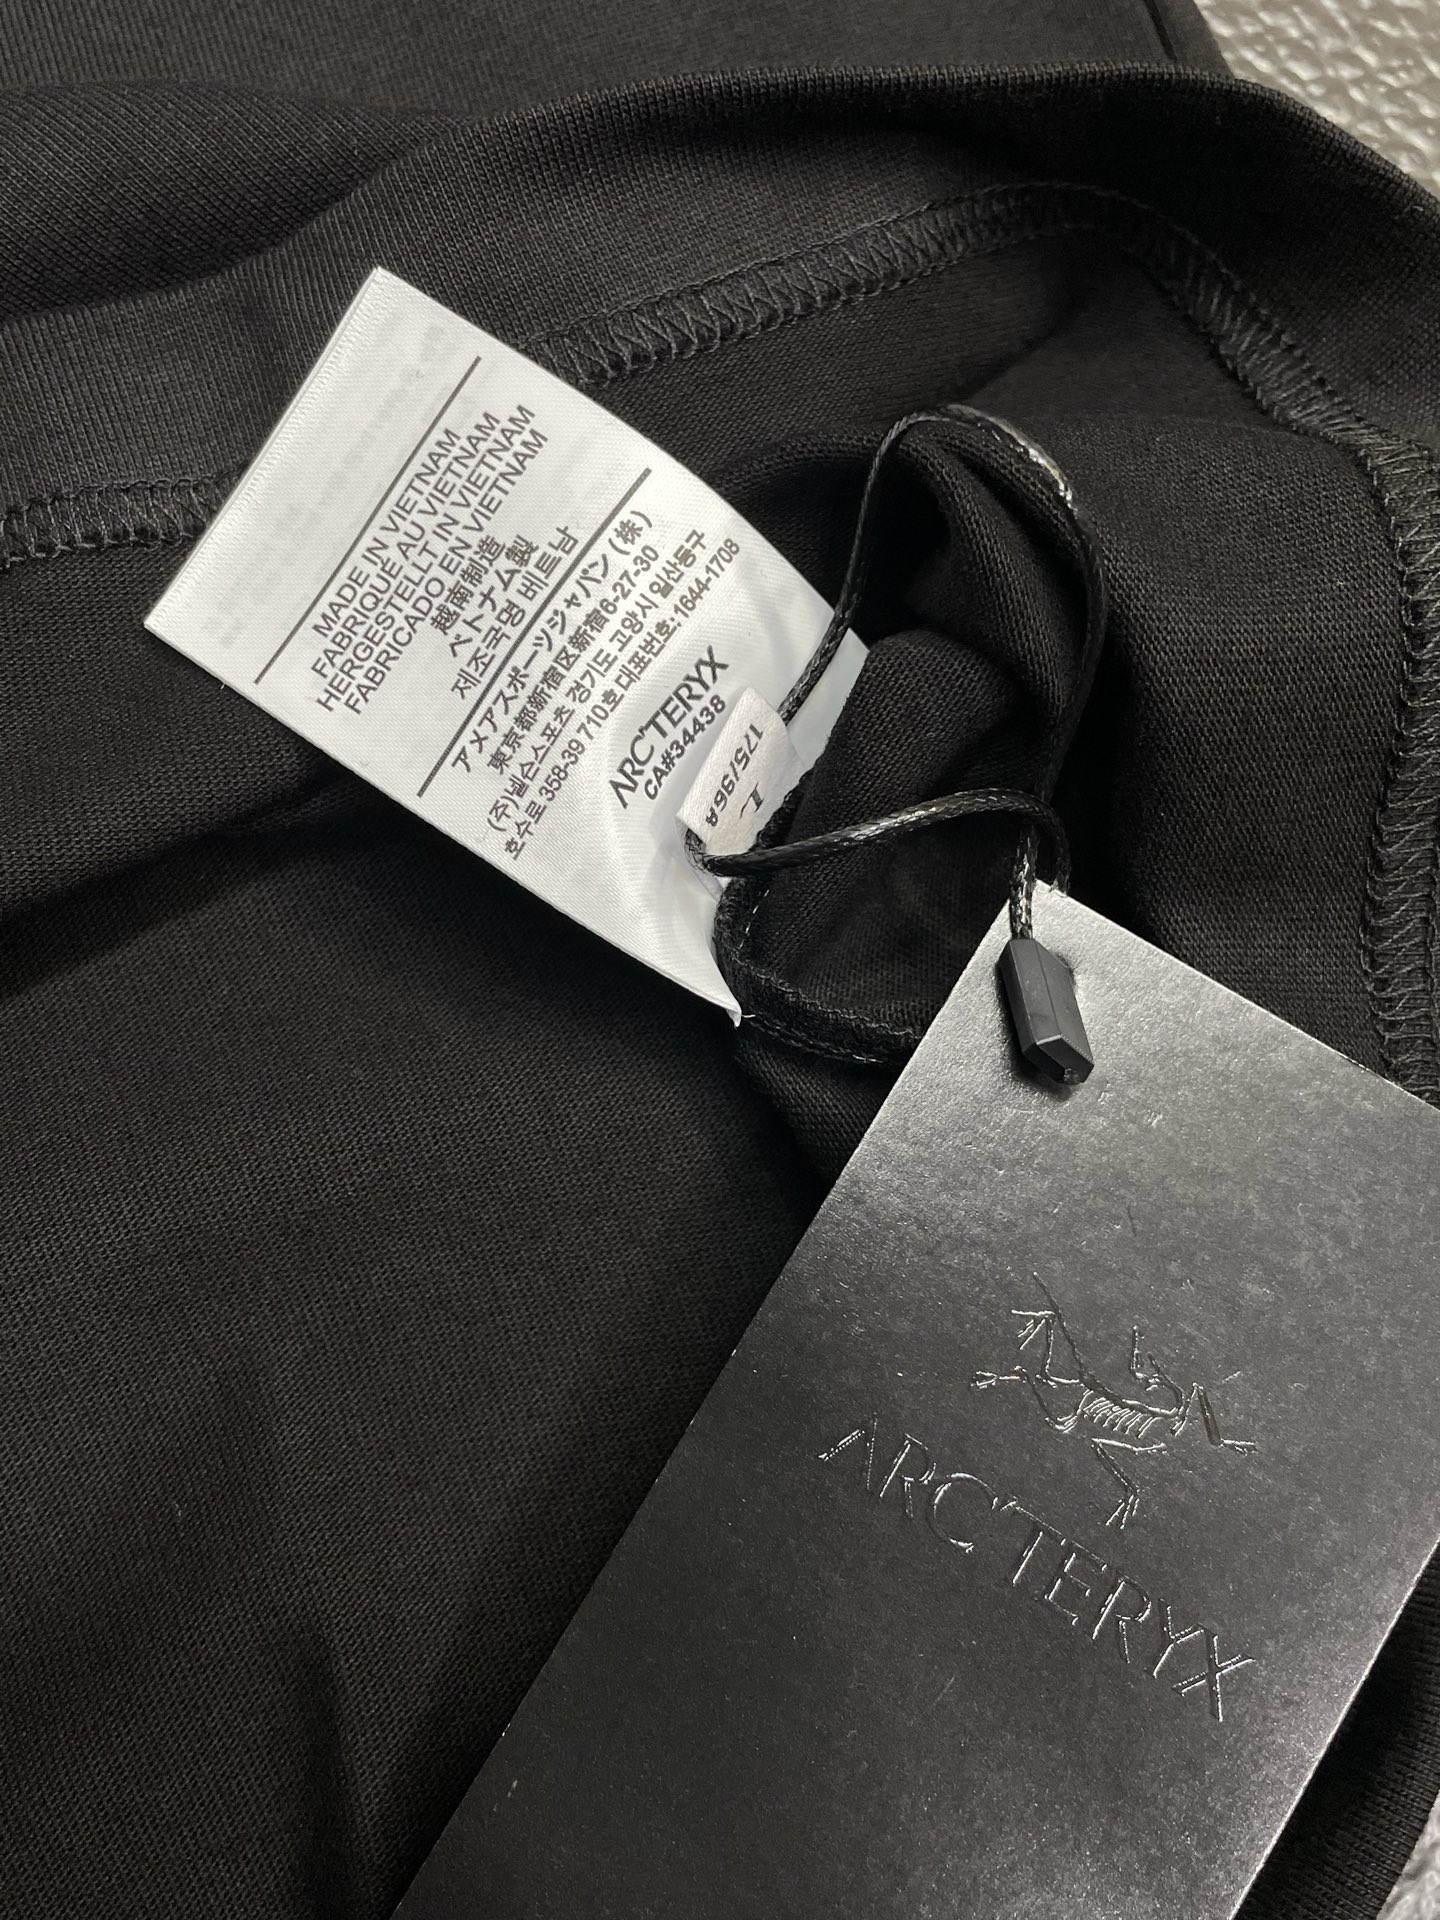 MADE IN VIETNAM
FABRIQUÉ AU VIETNAM
HERGESTELLT IN VIETNAM
FABRICADO EN VIETNAM
越南制造
ベトナム製
제조국명 베트남
アメアスポーツジャパン(株)
東京都新宿区新宿6-27-30
(주)넬슨스포츠 경기도 고양시 일산동구
호수로 358-39 710호 대표번호: 1644-1708
ARC'TERYX
CA#34438
L
175/96A
ARC'TERYX